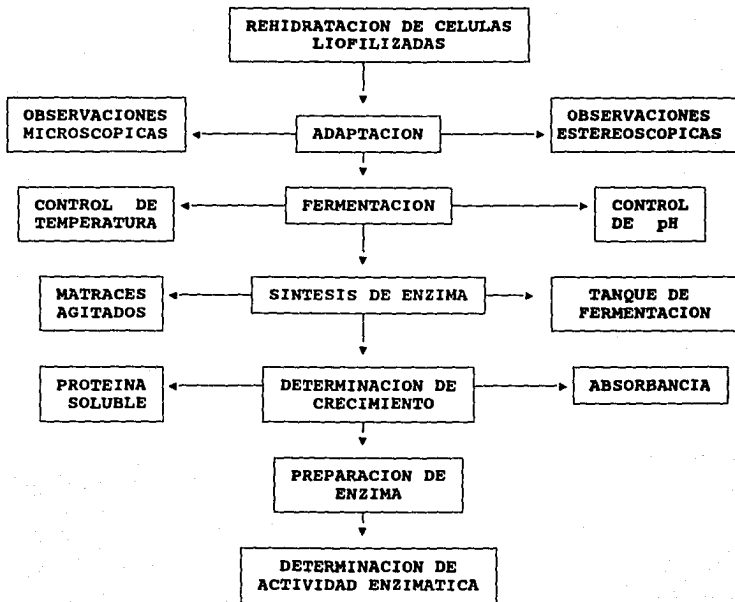 REHIDRATACION DE CELULAS
LIOFILIZADAS
OBSERVACIONES
MICROSCOPICAS
ADAPTACION
OBSERVACIONES
ESTEREOSCOPICAS
CONTROL DE
TEMPERATURA
FERMENTACION
CONTROL
DE pH
MATRACES
AGITADOS
SINTESIS DE ENZIMA
TANQUE DE
FERMENTACION
PROTEINA
SOLUBLE
DETERMINACION DE
CRECIMIENTO
ABSORBANCIA
PREPARACION DE
ENZIMA
DETERMINACION DE
ACTIVIDAD ENZIMATICA